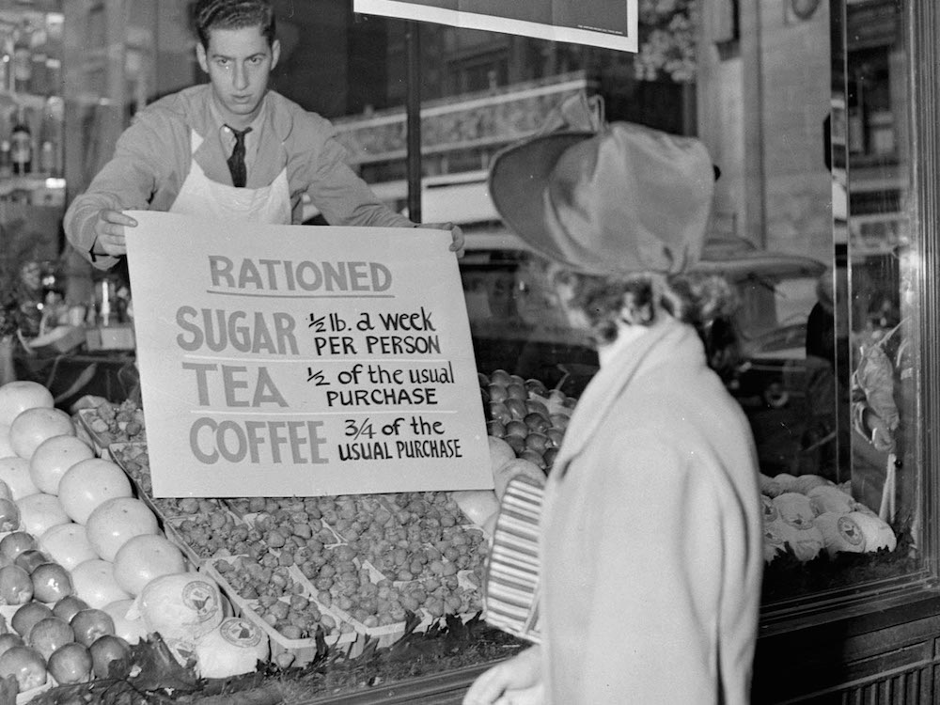 RATIONED
SUGAR ½ lb. a week
PER PERSON
TEA ½ of the usual
PURCHASE
COFFEE 3/4 of the
USUAL PURCHASE